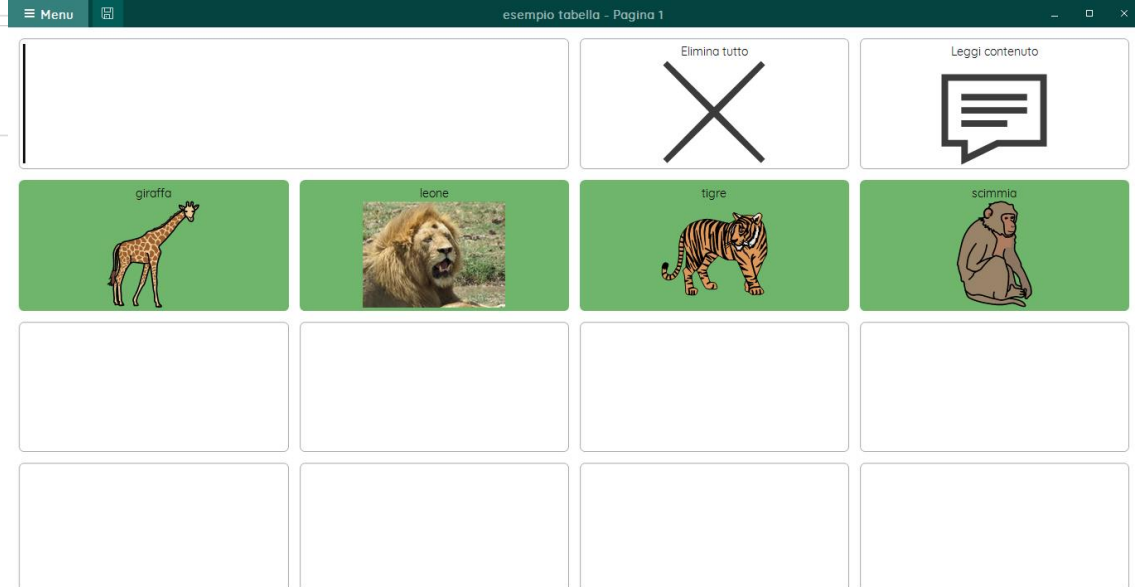 Menu
esempio tabella - Pagina 1
Elimina tutto
Leggi contenuto
giraffa
leone
tigre
scimmia